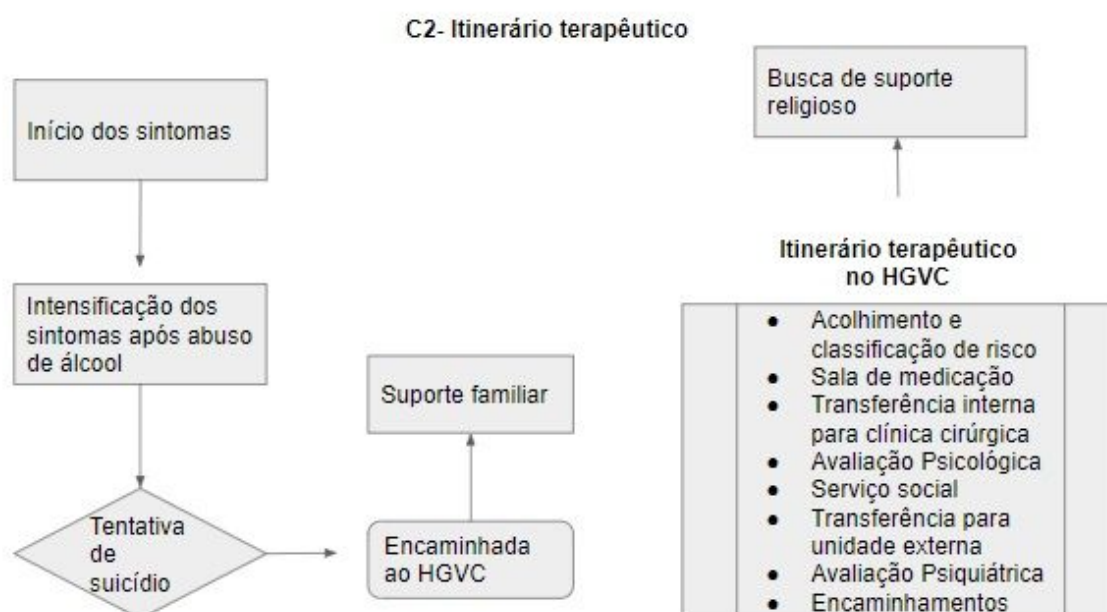 C2- Itinerário terapêutico
Início dos sintomas
Intensificação dos
sintomas após abuso
de álcool
Tentativa
de
suicídio
Encaminhada
ao HGVC
Suporte familiar
Busca de suporte
religioso
Itinerário terapêutico
no HGVC
● Acolhimento e
classificação de risco
● Sala de medicação
● Transferência interna
para clínica cirúrgica
● Avaliação Psicológica
● Serviço social
● Transferência para
unidade externa
● Avaliação Psiquiátrica
● Encaminhamentos